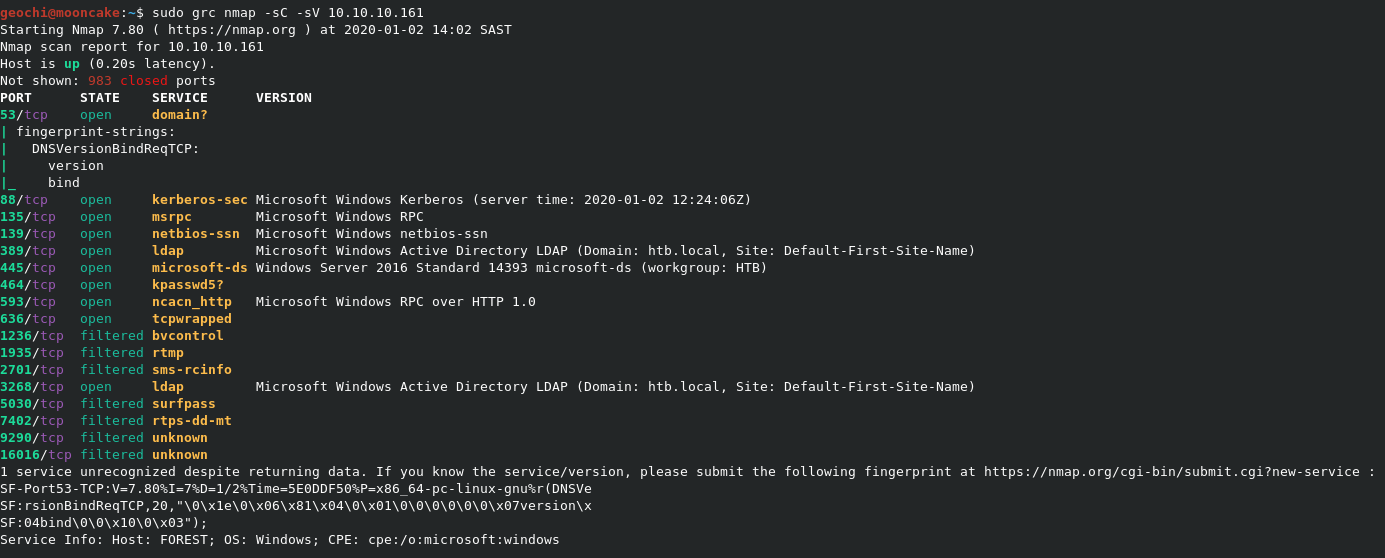 geochi@mooncake:~$ sudo grc nmap -sC -sV 10.10.10.161
Starting Nmap 7.80 ( https://nmap.org ) at 2020-01-02 14:02 SAST
Nmap scan report for 10.10.10.161
Host is up (0.20s latency).
Not shown: 983 closed ports
PORT      STATE    SERVICE      VERSION
53/tcp    open     domain?
| fingerprint-strings:
|   DNSVersionBindReqTCP:
|     version
|_    bind
88/tcp    open     kerberos-sec Microsoft Windows Kerberos (server time: 2020-01-02 12:24:06Z)
135/tcp   open     msrpc        Microsoft Windows RPC
139/tcp   open     netbios-ssn  Microsoft Windows netbios-ssn
389/tcp   open     ldap         Microsoft Windows Active Directory LDAP (Domain: htb.local, Site: Default-First-Site-Name)
445/tcp   open     microsoft-ds Windows Server 2016 Standard 14393 microsoft-ds (workgroup: HTB)
464/tcp   open     kpasswd5?
593/tcp   open     ncacn_http   Microsoft Windows RPC over HTTP 1.0
636/tcp   open     tcpwrapped
1236/tcp  filtered bvcontrol
1935/tcp  filtered rtmp
2701/tcp  filtered sms-rcinfo
3268/tcp  open     ldap         Microsoft Windows Active Directory LDAP (Domain: htb.local, Site: Default-First-Site-Name)
5030/tcp  filtered surfpass
7402/tcp  filtered rtps-dd-mt
9290/tcp  filtered unknown
16016/tcp filtered unknown
1 service unrecognized despite returning data. If you know the service/version, please submit the following fingerprint at https://nmap.org/cgi-bin/submit.cgi?new-service :
SF-Port53-TCP:V=7.80%I=7%D=1/2%Time=5E0DDF50%P=x86_64-pc-linux-gnu%r(DNSVe
SF:rsionBindReqTCP,20,"\0\x1e\0\x06\x81\x04\0\x01\0\0\0\0\0\0\x07version\x
SF:04bind\0\0\x10\0\x03");
Service Info: Host: FOREST; OS: Windows; CPE: cpe:/o:microsoft:windows